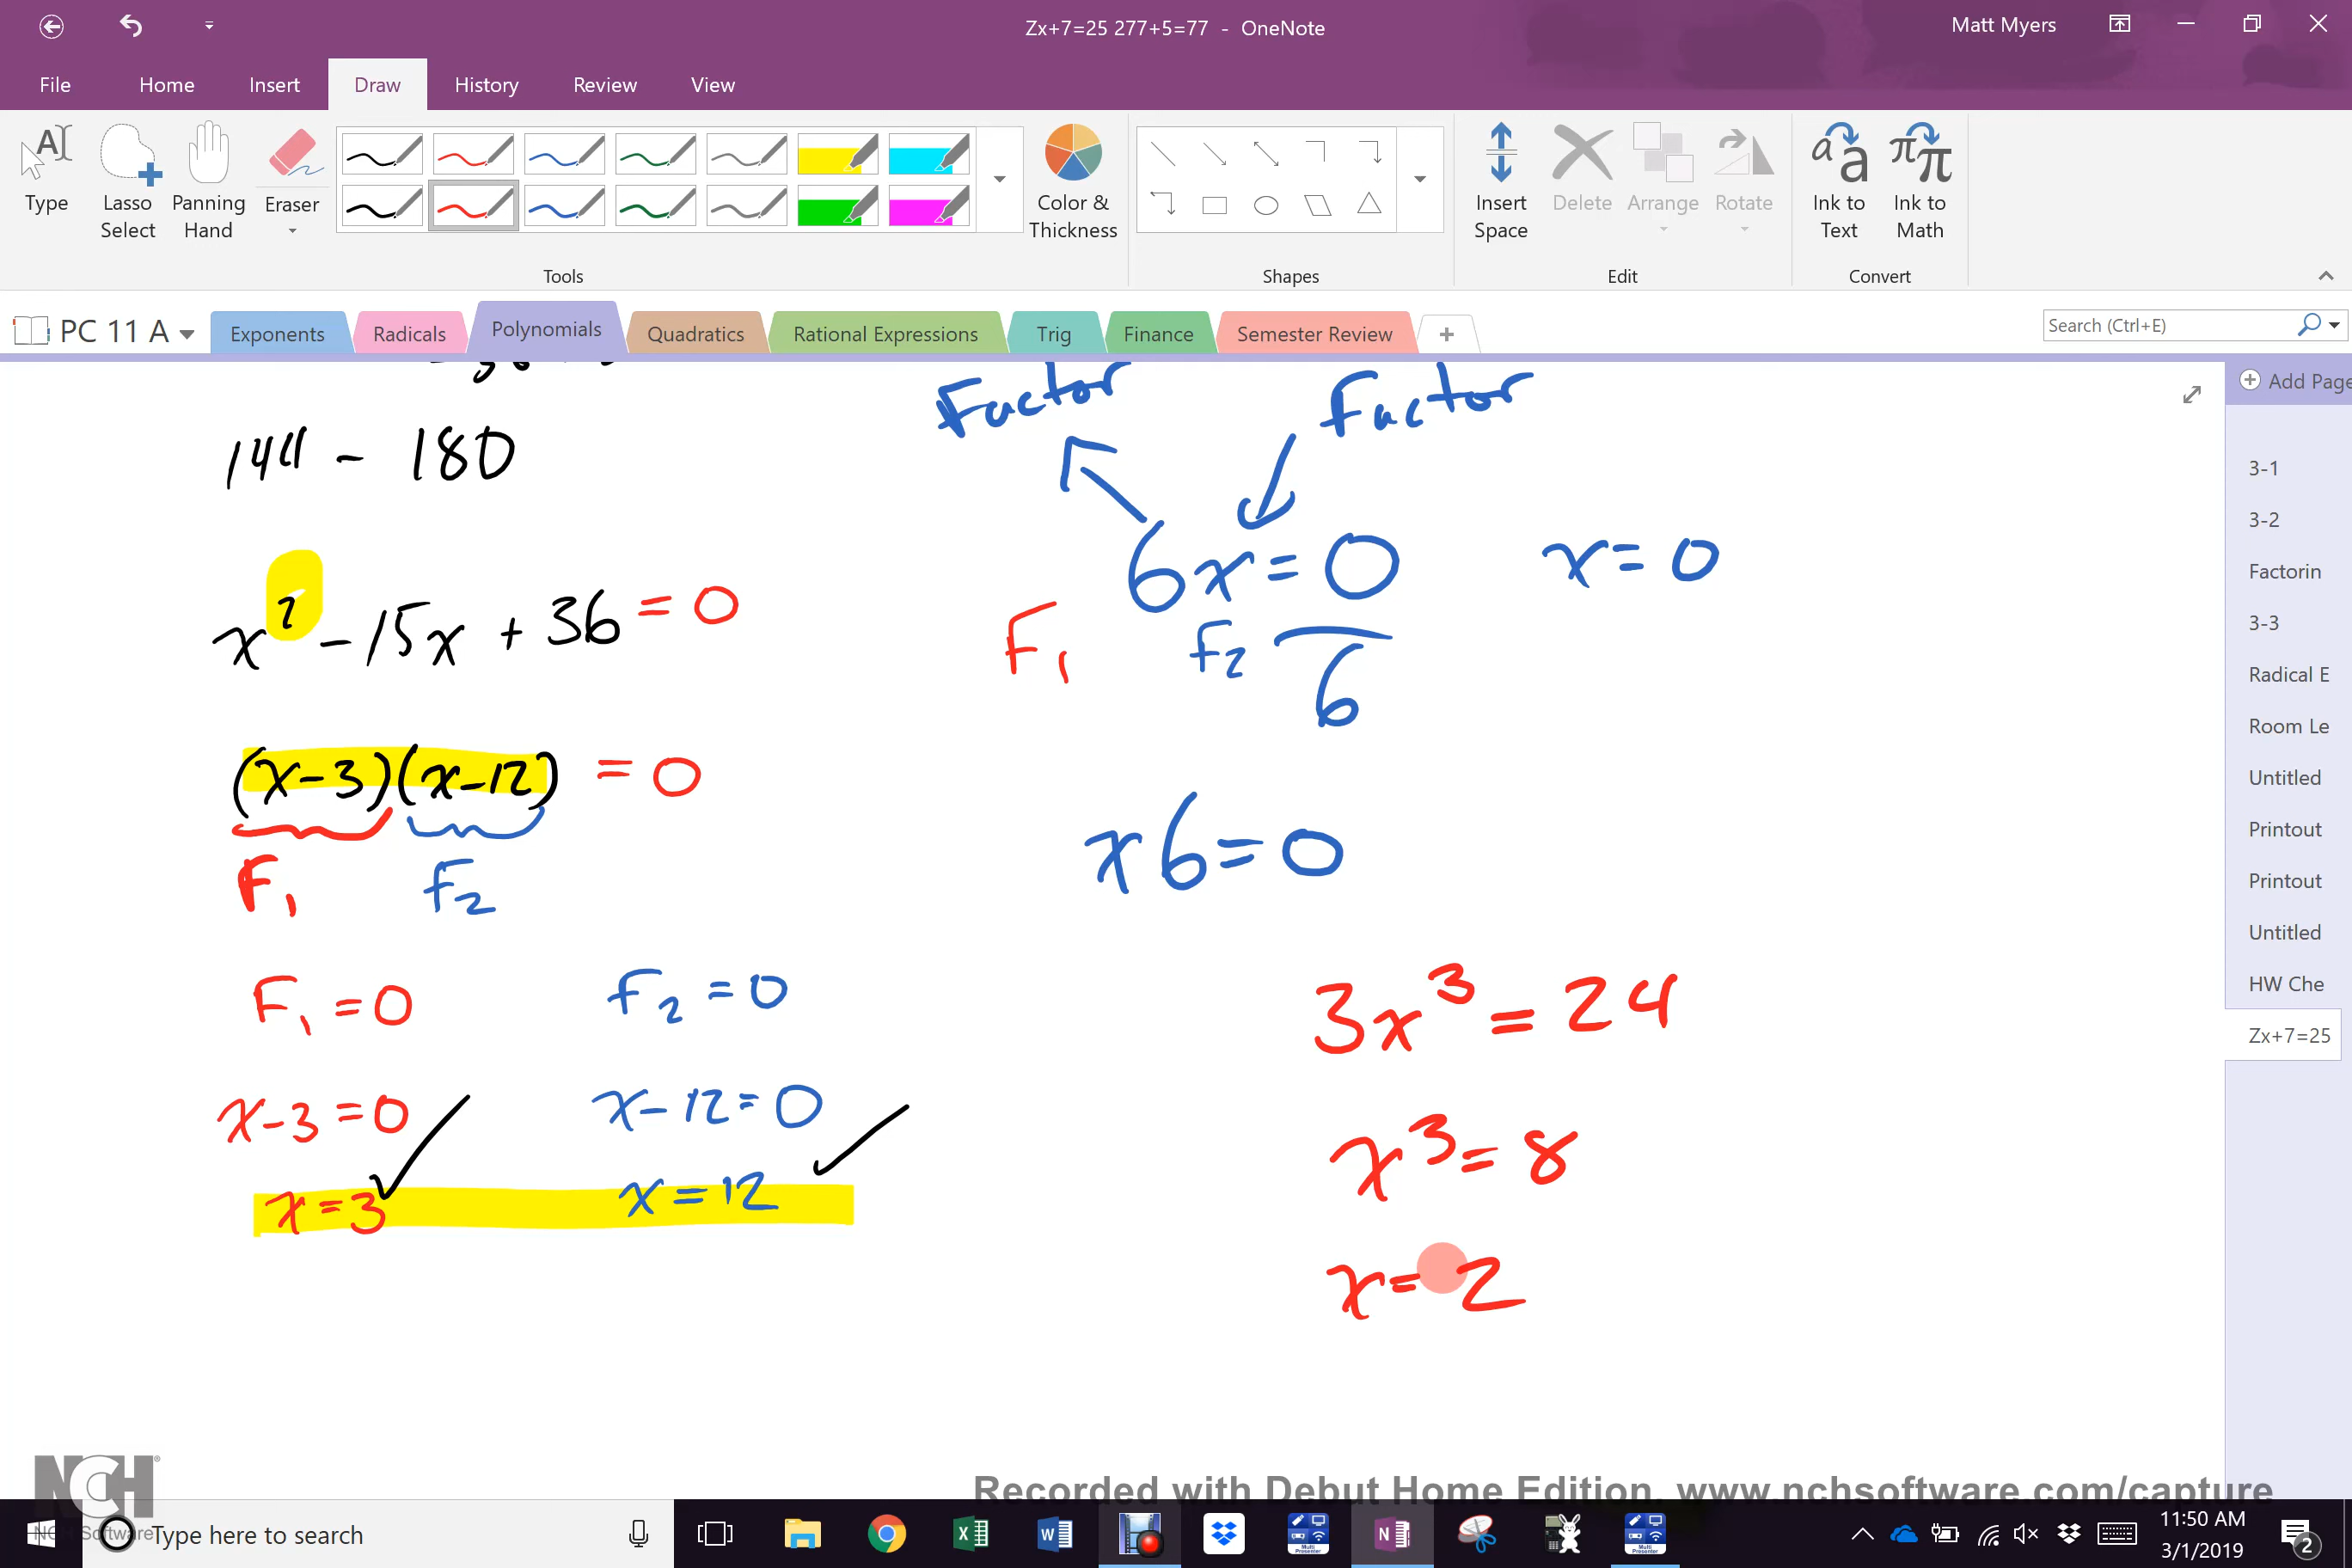 Zx+7=25 277+5=77 - OneNote
Matt Myers
File Home Insert Draw History Review View
Type
Lasso Select
Panning Hand
Eraser
Color & Thickness
Insert Space
Delete
Arrange
Rotate
Ink to Text
Ink to Math
Tools
Shapes
Edit
Convert
PC 11 A
Exponents Radicals Polynomials Quadratics Rational Expressions Trig Finance Semester Review +
Search (Ctrl+E)
Add Page
3-1
3-2
Factorin
3-3
Radical E
Room Le
Untitled
Printout
Printout
Untitled
HW Che
Zx+7=25
144 - 180
x² - 15x + 36 = 0
(x-3)(x-12) = 0
F₁ F₂
F₁ = 0 F₂ = 0
x-3=0 x-12=0
x=3 x=12
Factor Factor
6x=0 x=0
F₁ F₂ 6
x6=0
3x³=24
x³=8
x=2
NCH
NCH Software
Recorded with Debut Home Edition. www.nchsoftware.com/capture
Type here to search
11:50 AM
3/1/2019
2